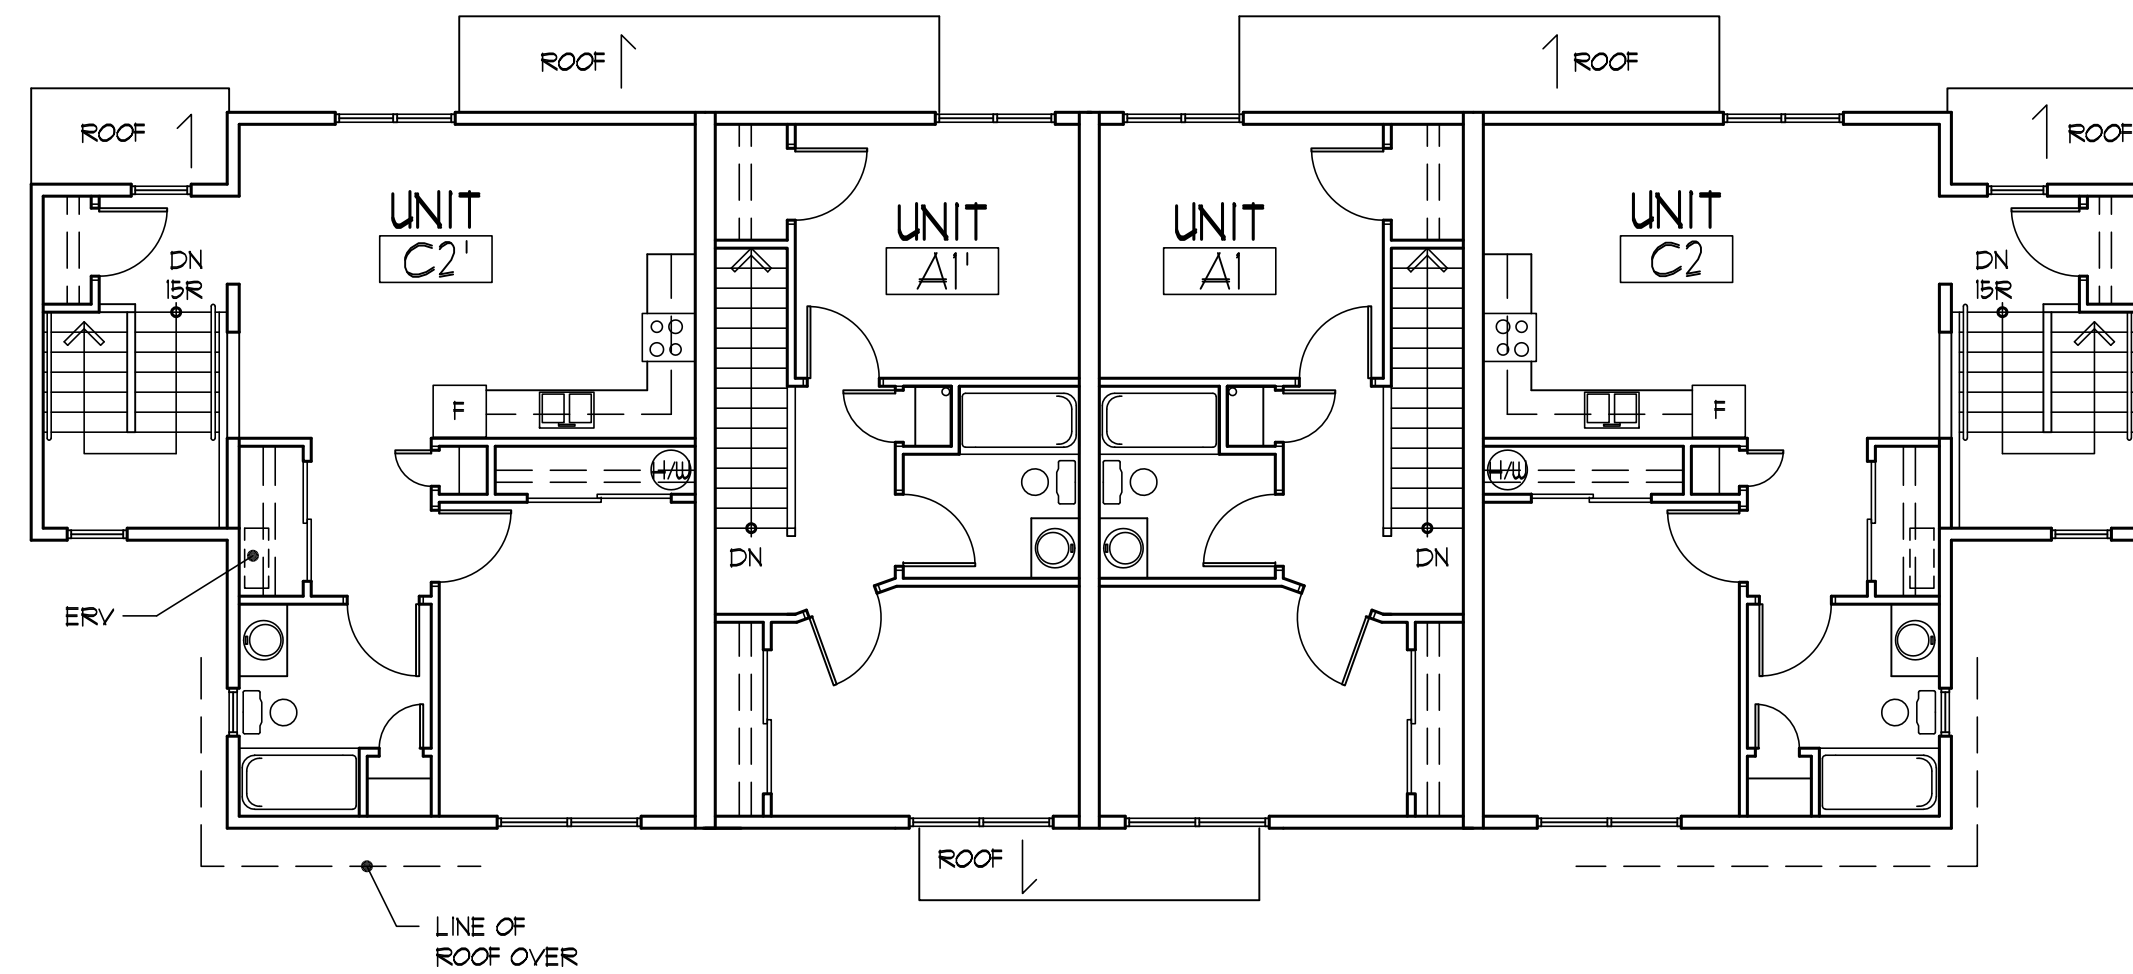 ROOF
ROOF
ROOF
ROOF
UNIT
C2'
UNIT
A1'
UNIT
A1
UNIT
C2
DN
15R
DN
15R
F
F
H/W
H/W
DN
DN
ERV
ROOF
LINE OF
ROOF OVER